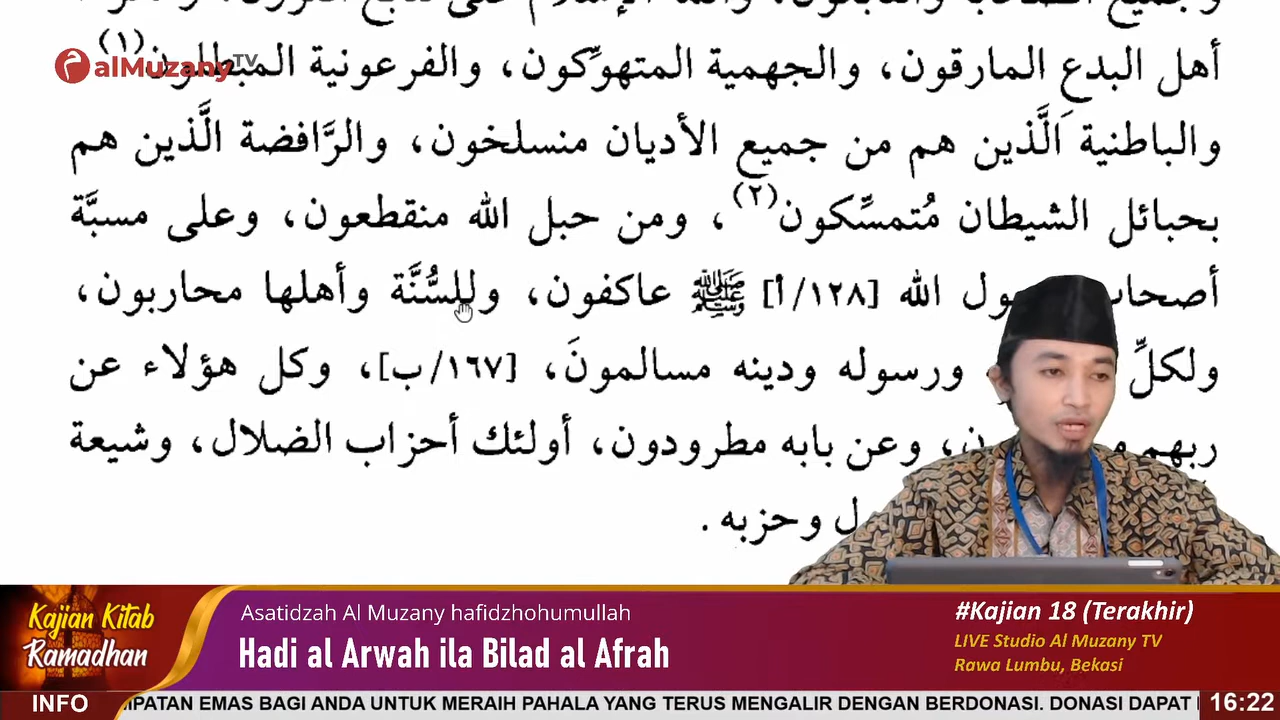 أهل البدع المارقون، والجهمية المتهوِّكون، والفرعونية المبطلون(١)
almuzany TV
والباطنية الَّذين هم من جميع الأديان منسلخون، والرَّافضة الَّذين هم
بحبائل الشيطان مُتمسِّكون(٢)، ومن حبل الله منقطعون، وعلى مسبَّة
الله [١٢٨/أ] ﷺ عاكفون، وللسُّنَّة وأهلها محاربون،
ولكلِّ ورسوله ودينه مسالمونَ، [١٦٧/ب]، وكل هؤلاء عن
ربهم وعن بابه مطرودون، أولئك أحزاب الضلال، وشيعة
وحزبه.
Kajian Kitab
Ramadhan
Asatidzah Al Muzany hafidzhohumullah
Hadi al Arwah ila Bilad al Afrah
#Kajian 18 (Terakhir)
LIVE Studio Al Muzany TV
Rawa Lumbu, Bekasi
INFO
EMAS BAGI ANDA UNTUK MERAIH PAHALA YANG TERUS MENGALIR DENGAN BERDONASI. DONASI DAPAT
16:22